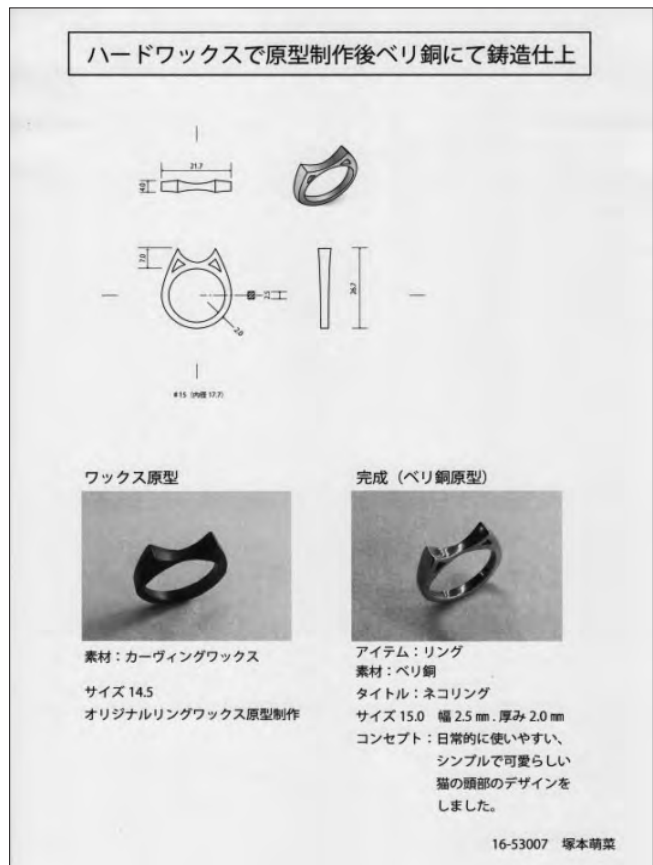 ハードワックスで原型制作後ベリ銅にて鋳造仕上
21.7
4.0
7.0
2.5
2.0
26.7
#15 (内径17.7)
ワックス原型
完成（ベリ銅原型）
素材：カーヴィングワックス
サイズ 14.5
オリジナルリングワックス原型制作
アイテム：リング
素材：ベリ銅
タイトル：ネコリング
サイズ 15.0　幅 2.5 ㎜ . 厚み 2.0 ㎜
コンセプト：日常的に使いやすい、
シンプルで可愛らしい
猫の頭部のデザインを
しました。
16-53007　塚本萌菜